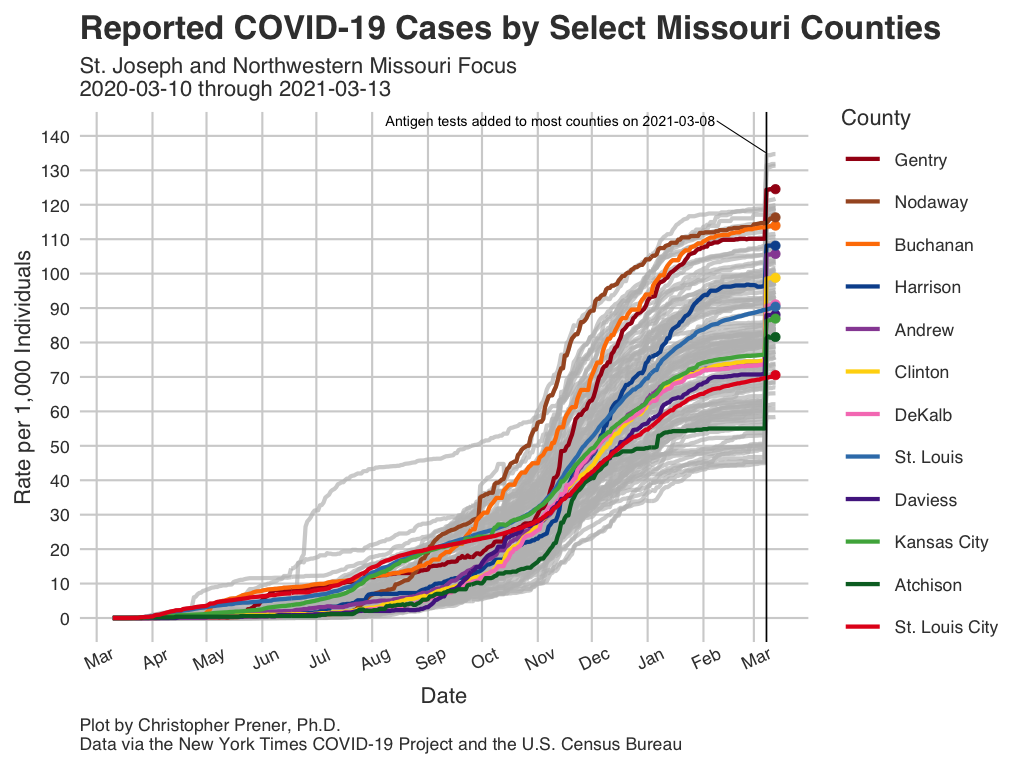 Reported COVID-19 Cases by Select Missouri Counties
St. Joseph and Northwestern Missouri Focus
2020-03-10 through 2021-03-13
Antigen tests added to most counties on 2021-03-08
County
Gentry
Nodaway
Buchanan
Harrison
Andrew
Clinton
DeKalb
St. Louis
Daviess
Kansas City
Atchison
St. Louis City
Rate per 1,000 Individuals
140
130
120
110
100
90
80
70
60
50
40
30
20
10
0
Mar Apr May Jun Jul Aug Sep Oct Nov Dec Jan Feb Mar
Date
Plot by Christopher Prener, Ph.D.
Data via the New York Times COVID-19 Project and the U.S. Census Bureau